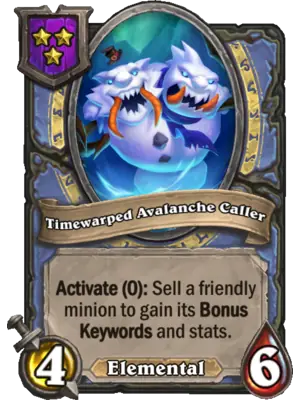 Timewarped Avalanche Caller
Activate (0): Sell a friendly
minion to gain its Bonus
Keywords and stats.
4
Elemental
6